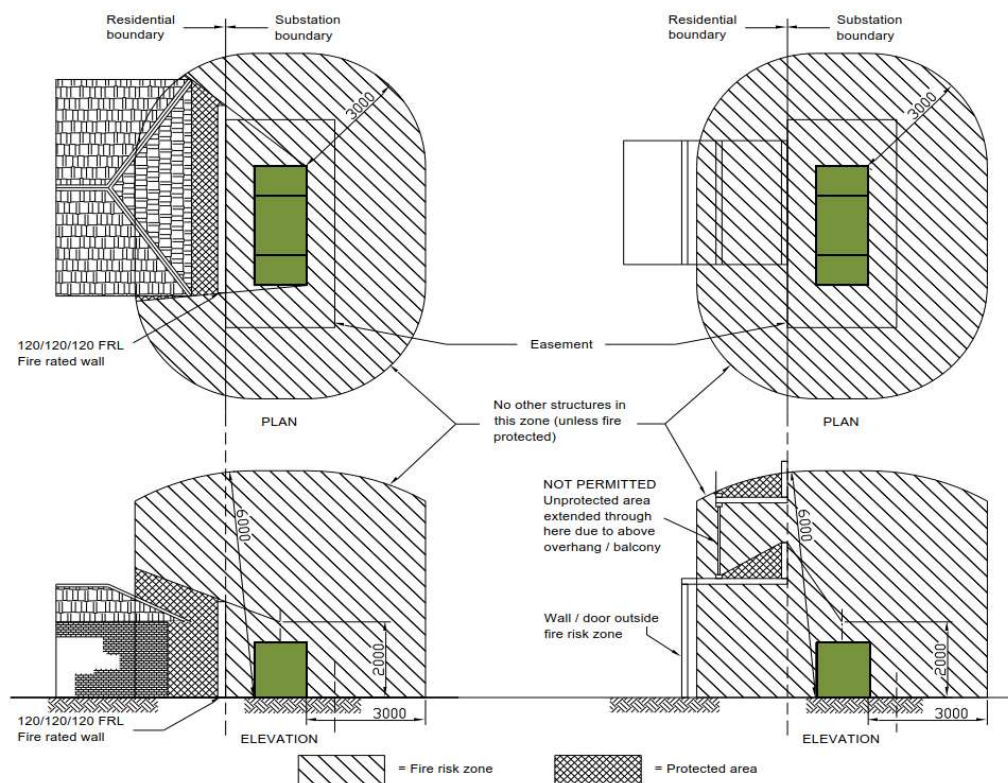 Residential
boundary
Substation
boundary
Residential
boundary
Substation
boundary
3000
3000
120/120/120 FRL
Fire rated wall
Easement
PLAN
PLAN
No other structures in
this zone (unless fire
protected)
NOT PERMITTED
Unprotected area
extended through
here due to above
overhang / balcony
6000
6000
Wall / door outside
fire risk zone
2000
2000
3000
3000
120/120/120 FRL
Fire rated wall
ELEVATION
ELEVATION
= Fire risk zone
= Protected area